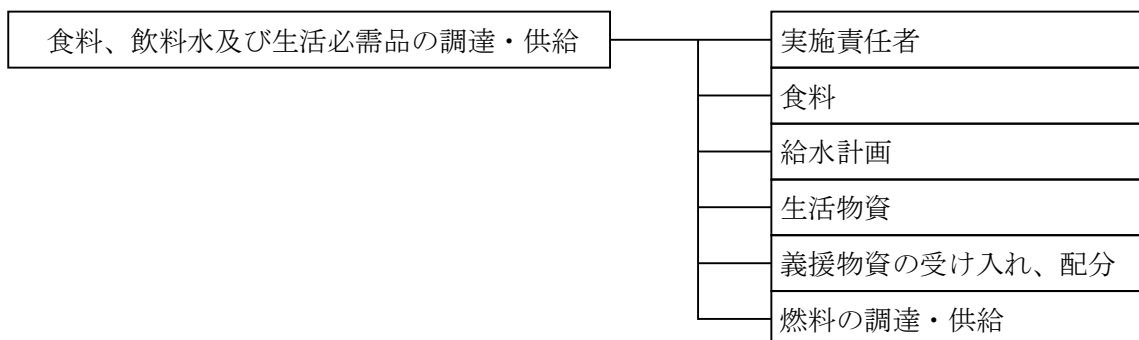 食料、飲料水及び生活必需品の調達・供給
実施責任者
食料
給水計画
生活物資
義援物資の受け入れ、配分
燃料の調達・供給